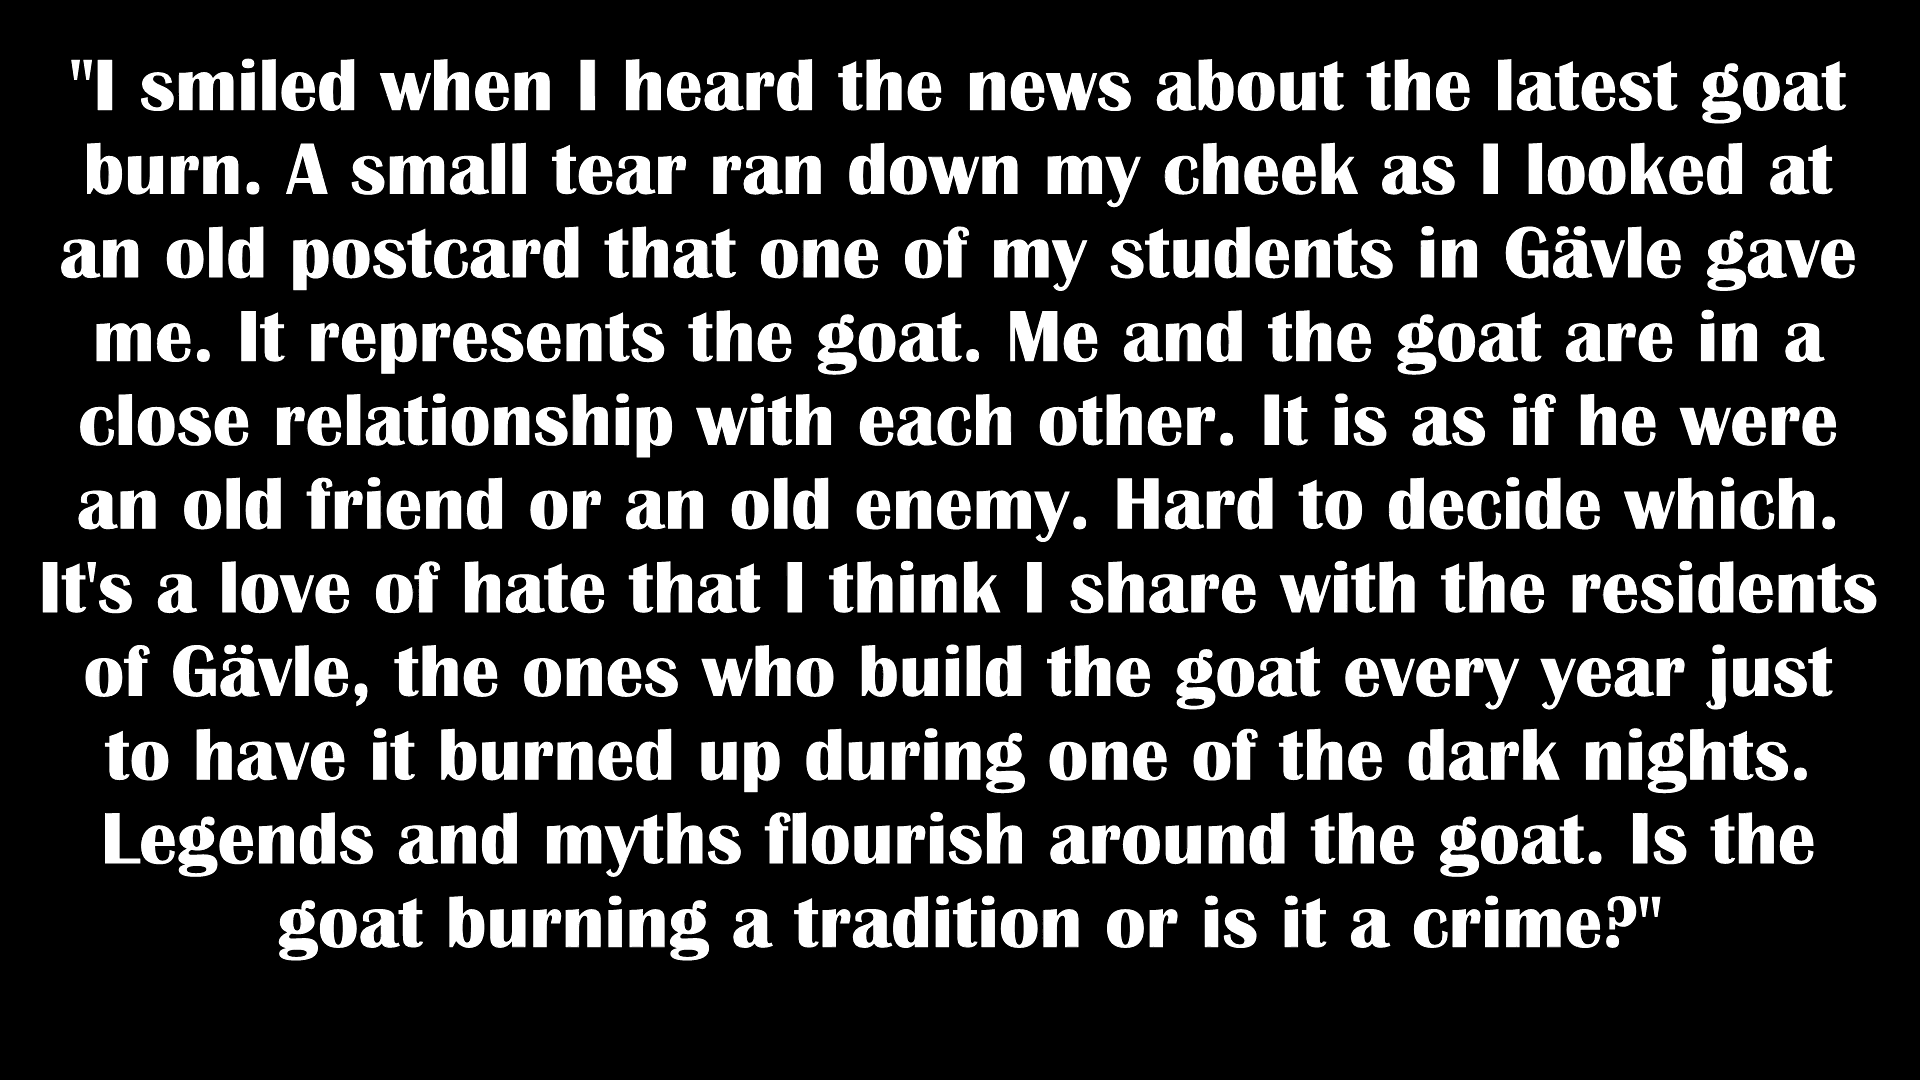 "I smiled when I heard the news about the latest goat
burn. A small tear ran down my cheek as I looked at
an old postcard that one of my students in Gävle gave
me. It represents the goat. Me and the goat are in a
close relationship with each other. It is as if he were
an old friend or an old enemy. Hard to decide which.
It's a love of hate that I think I share with the residents
of Gävle, the ones who build the goat every year just
to have it burned up during one of the dark nights.
Legends and myths flourish around the goat. Is the
goat burning a tradition or is it a crime?"